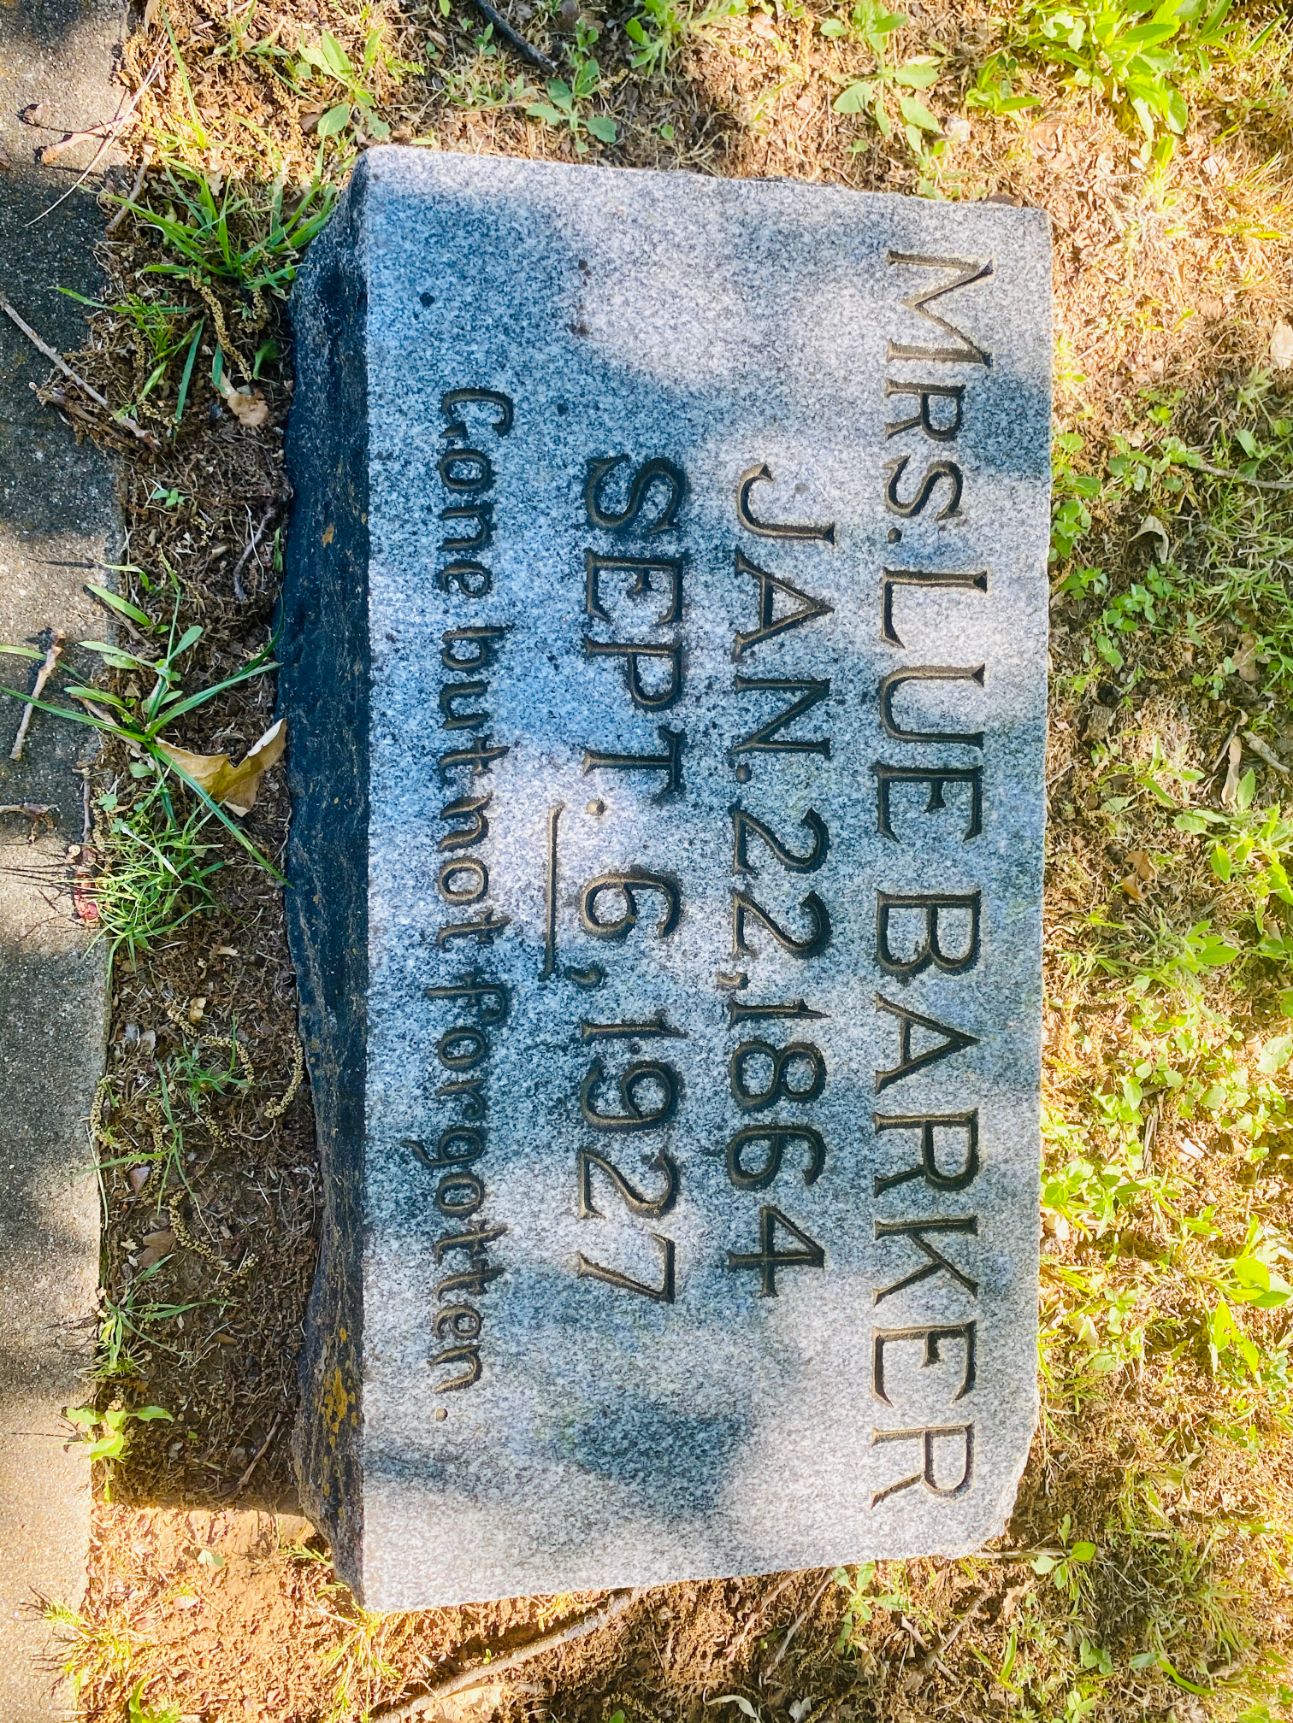 MRS. LUE BARKER
JAN. 22, 1864
SEPT. 6, 1927
Gone but not forgotten.